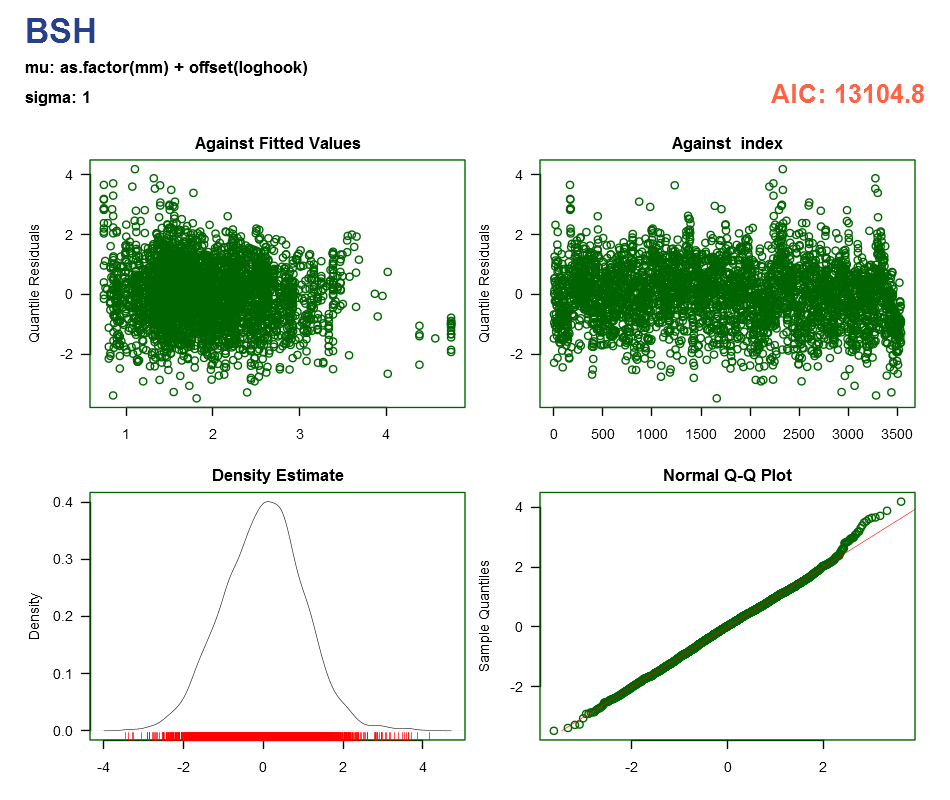 BSH
mu: as.factor(mm) + offset(loghook)
sigma: 1
AIC: 13104.8
Against Fitted Values
Quantile Residuals
4
2
0
-2
1 2 3 4
Against  index
Quantile Residuals
4
2
0
-2
0 500 1000 1500 2000 2500 3000 3500
Density Estimate
Density
0.4
0.3
0.2
0.1
0.0
-4 -2 0 2 4
Normal Q-Q Plot
Sample Quantiles
4
2
0
-2
-2 0 2